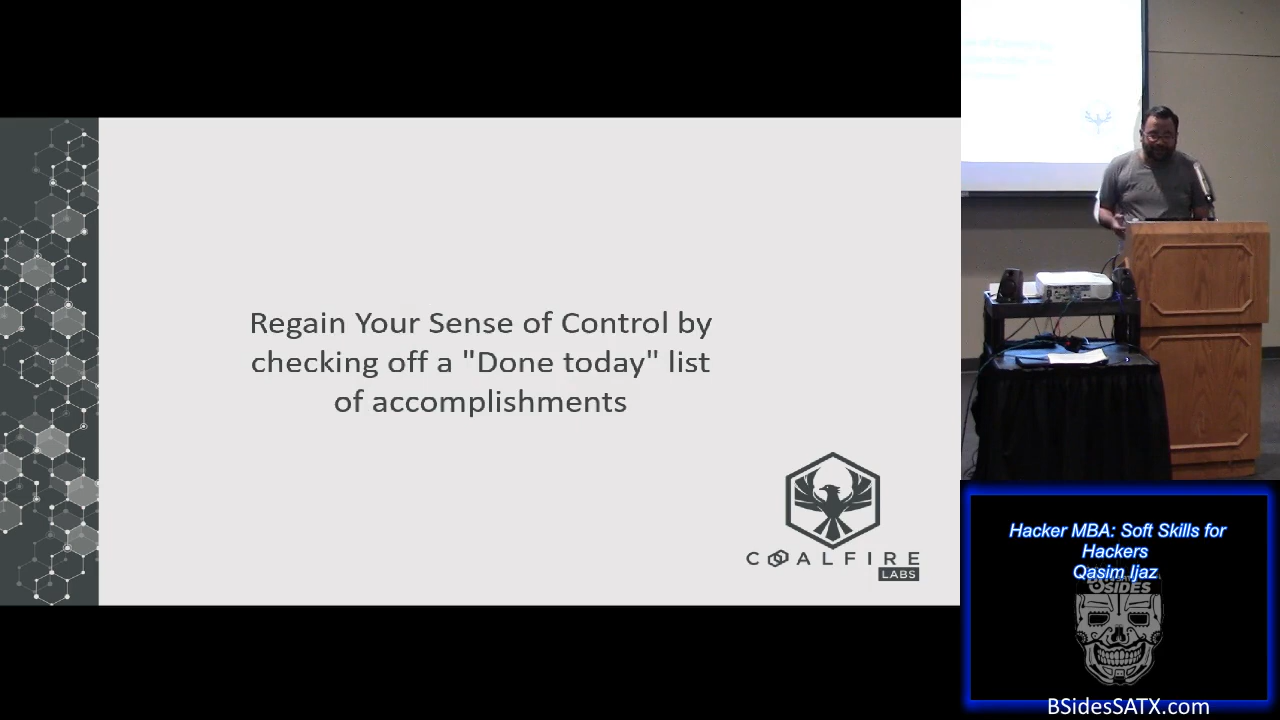 Regain Your Sense of Control by
checking off a "Done today" list
of accomplishments
COALFIRE
LABS
Hacker MBA: Soft Skills for
Hackers
Qasim Ijaz
BSIDES
BSidesSATX.com